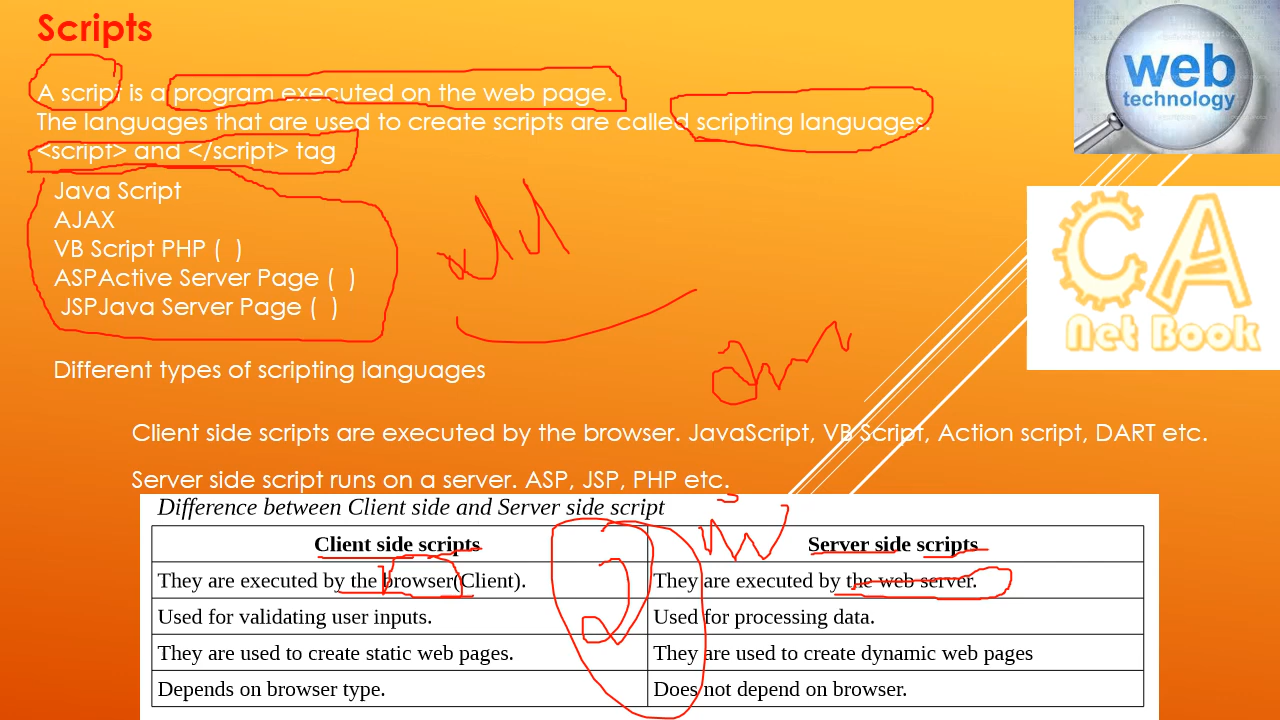 Scripts
A script is a program executed on the web page.
The languages that are used to create scripts are called scripting languages.
<script> and </script> tag
Java Script
AJAX
VB Script PHP ( )
ASPActive Server Page ( )
JSPJava Server Page ( )
web
technology
CA
Net Book
Different types of scripting languages
Client side scripts are executed by the browser. JavaScript, VB Script, Action script, DART etc.
Server side script runs on a server. ASP, JSP, PHP etc.
Difference between Client side and Server side script
Client side scripts Server side scripts
They are executed by the browser(Client). They are executed by the web server.
Used for validating user inputs. Used for processing data.
They are used to create static web pages. They are used to create dynamic web pages
Depends on browser type. Does not depend on browser.